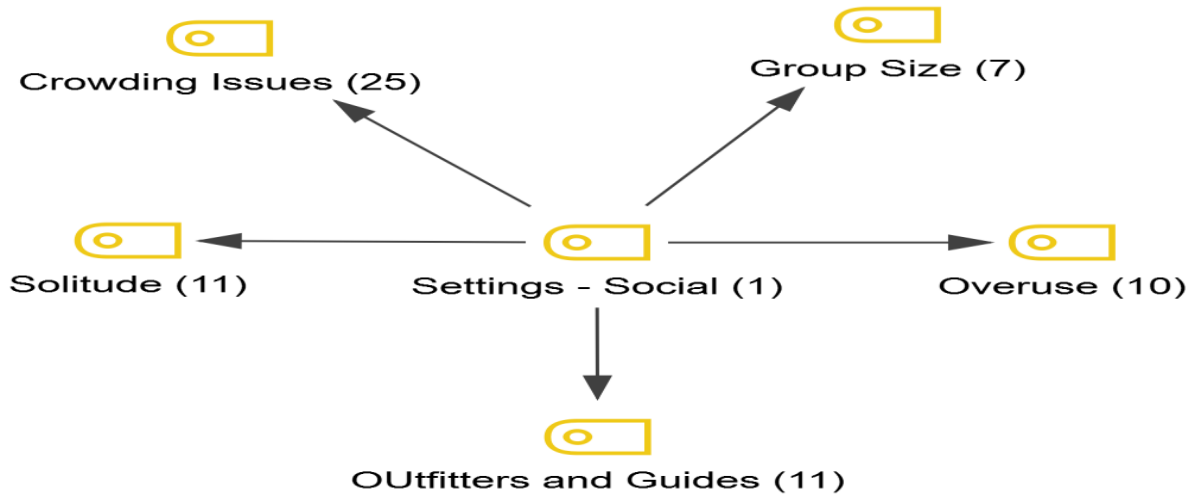 Crowding Issues (25)
Group Size (7)
Solitude (11)
Settings - Social (1)
Overuse (10)
OUtfitters and Guides (11)